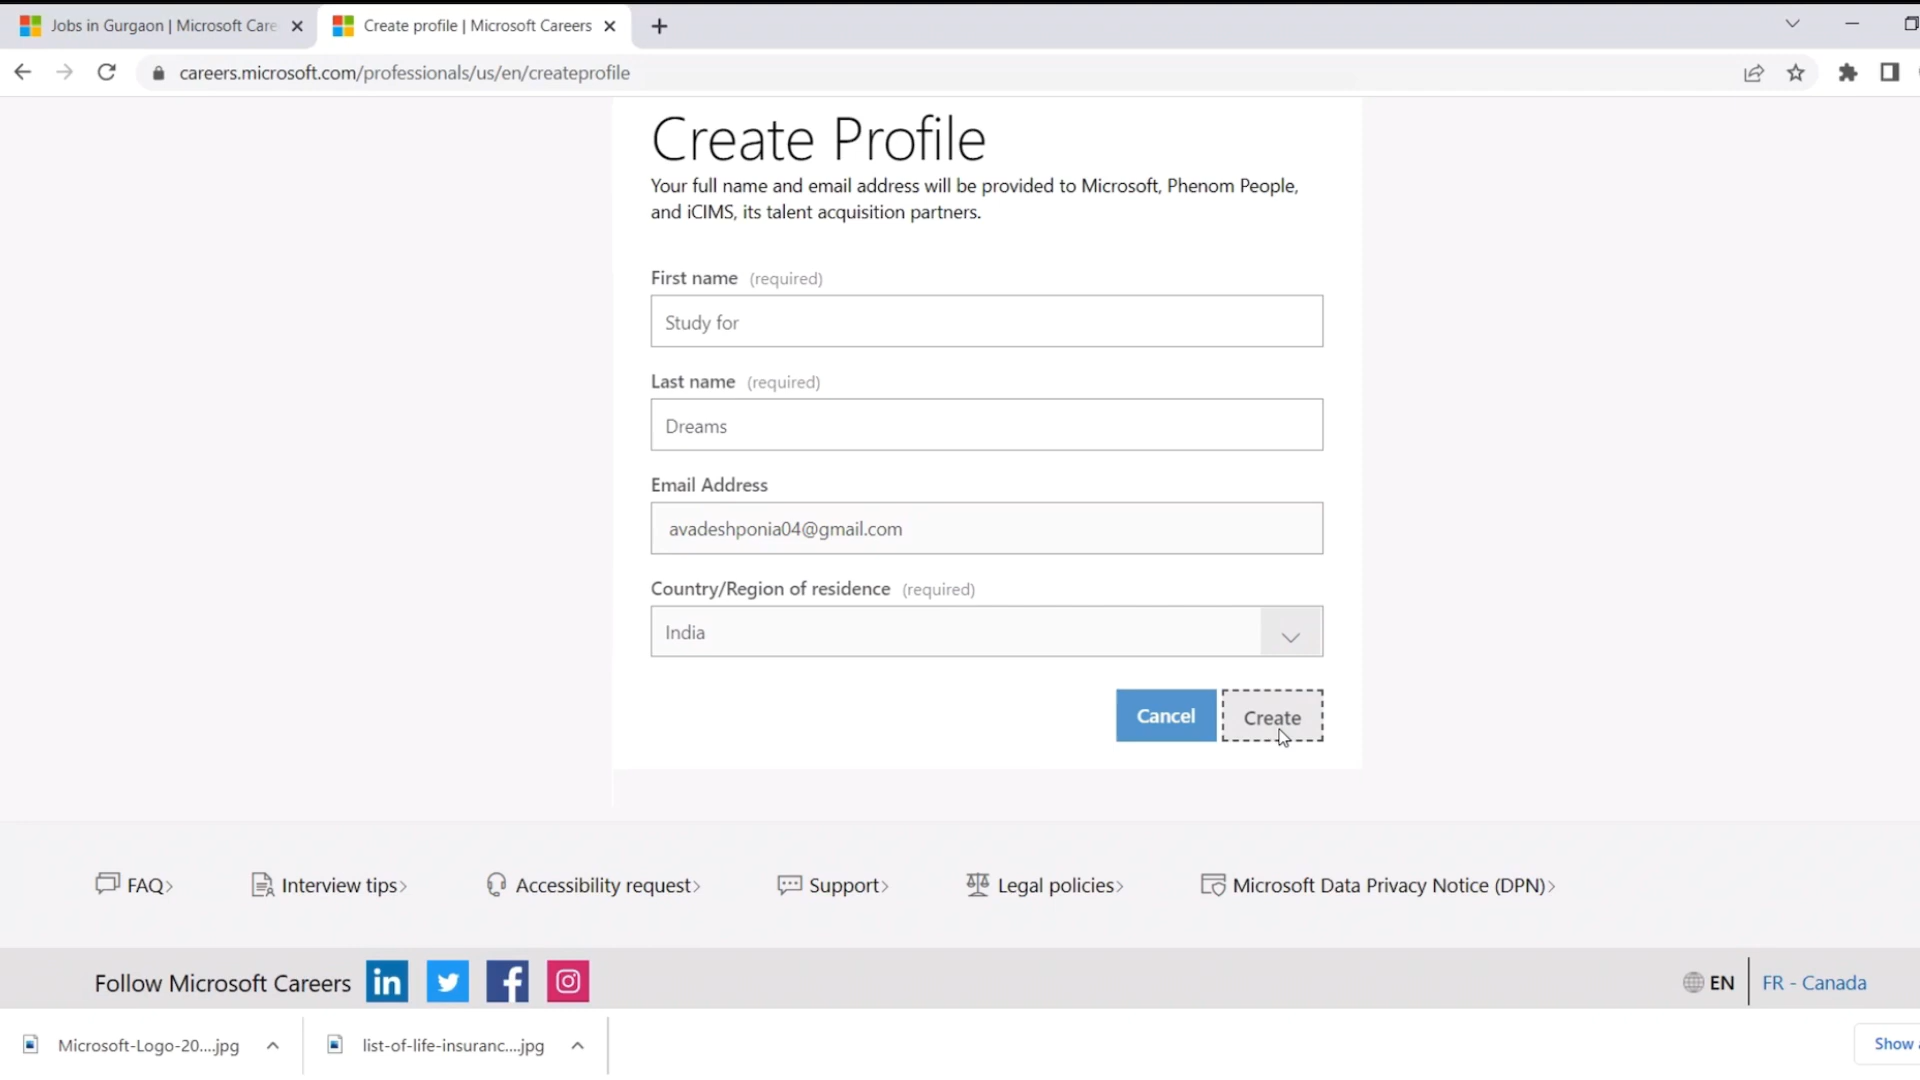 Jobs in Gurgaon | Microsoft Care
Create profile | Microsoft Careers
careers.microsoft.com/professionals/us/en/createprofile
Create Profile
Your full name and email address will be provided to Microsoft, Phenom People,
and iCIMS, its talent acquisition partners.
First name (required)
Study for
Last name (required)
Dreams
Email Address
avadeshponia04@gmail.com
Country/Region of residence (required)
India
Cancel Create
FAQ Interview tips Accessibility request Support Legal policies Microsoft Data Privacy Notice (DPN)
Follow Microsoft Careers in f EN FR - Canada
Microsoft-Logo-20....jpg list-of-life-insuranc....jpg Show